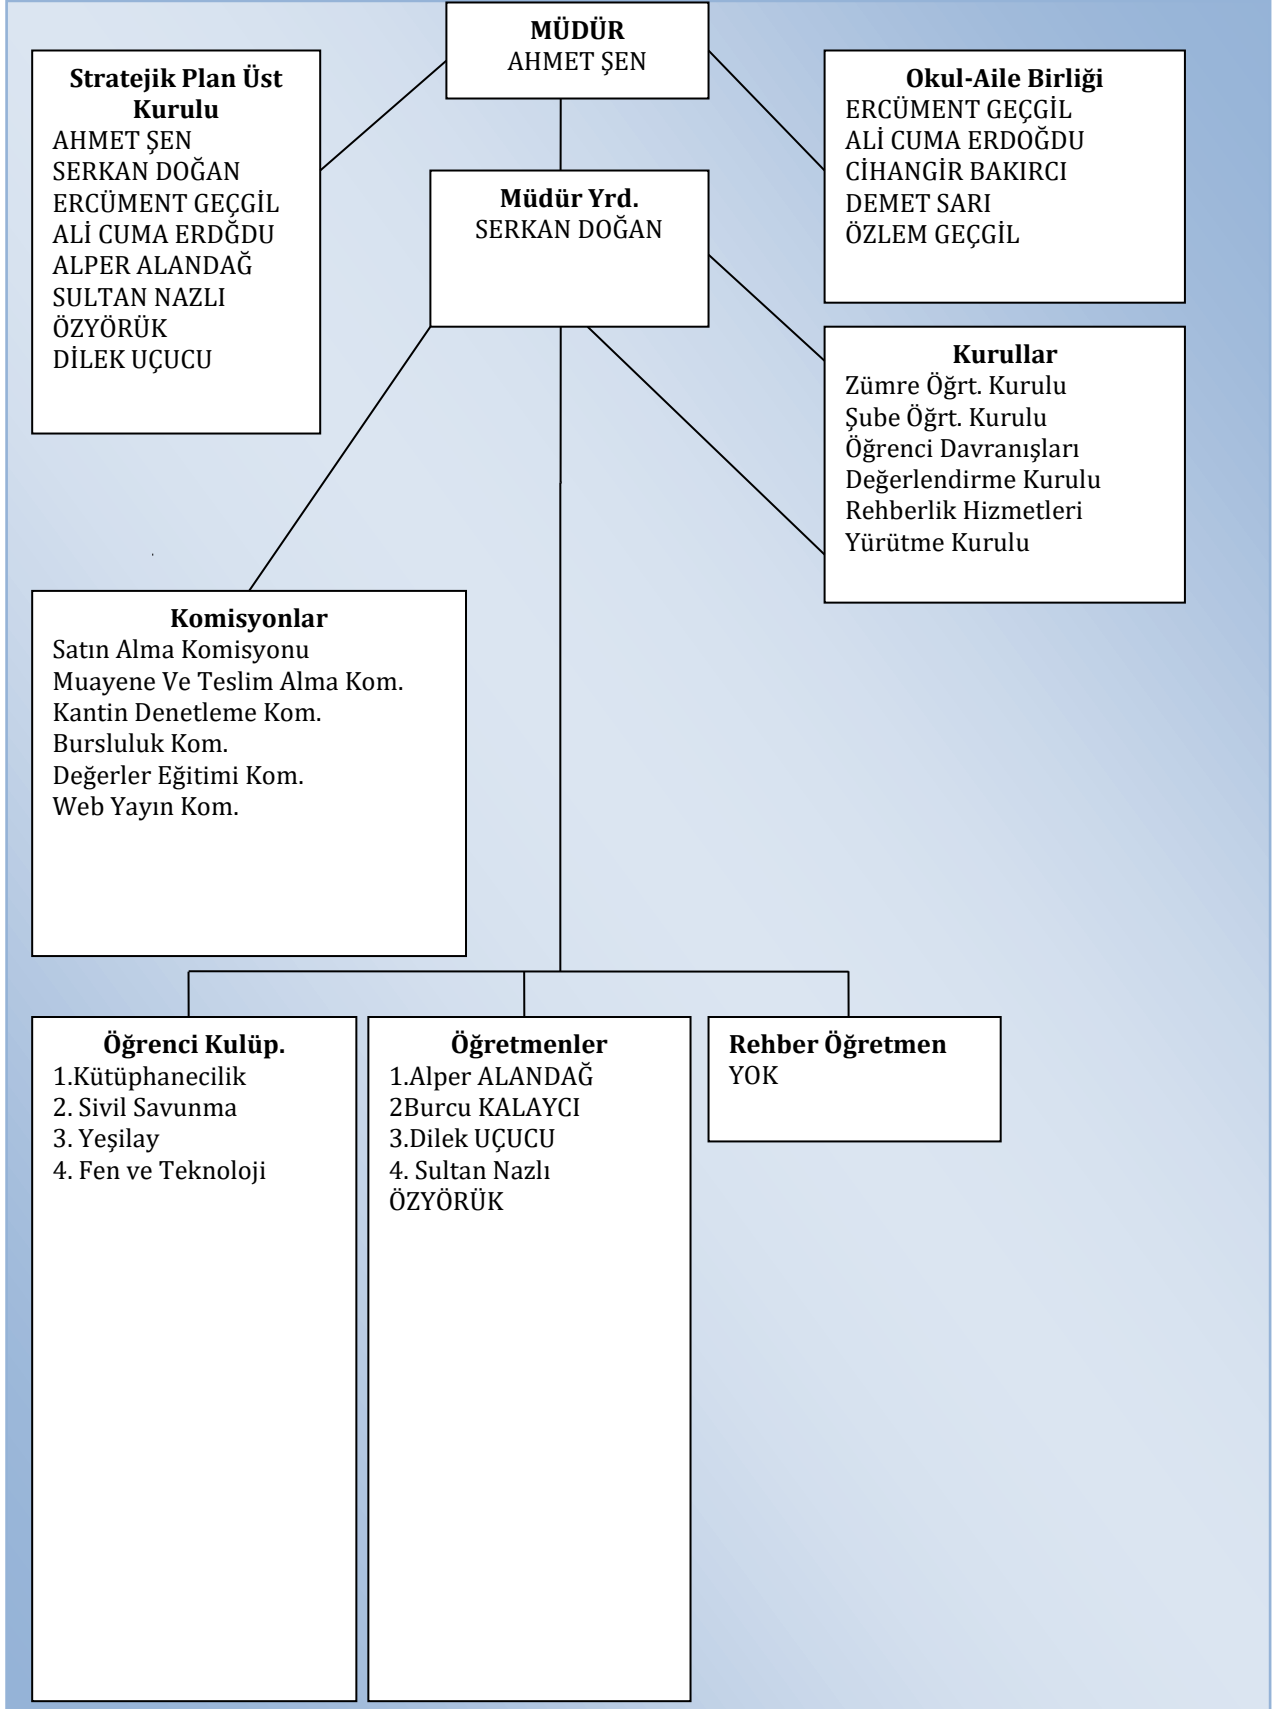 MÜDÜR
AHMET ŞEN
Stratejik Plan Üst
Kurulu
AHMET ŞEN
SERKAN DOĞAN
ERCÜMENT GEÇGİL
ALİ CUMA ERDĞDU
ALPER ALANDAĞ
SULTAN NAZLI
ÖZYÖRÜK
DİLEK UÇUCU
Okul-Aile Birliği
ERCÜMENT GEÇGİL
ALİ CUMA ERDOĞDU
CİHANGİR BAKIRCI
DEMET SARI
ÖZLEM GEÇGİL
Müdür Yrd.
SERKAN DOĞAN
Kurullar
Zümre Öğrt. Kurulu
Şube Öğrt. Kurulu
Öğrenci Davranışları
Değerlendirme Kurulu
Rehberlik Hizmetleri
Yürütme Kurulu
Komisyonlar
Satın Alma Komisyonu
Muayene Ve Teslim Alma Kom.
Kantin Denetleme Kom.
Bursluluk Kom.
Değerler Eğitimi Kom.
Web Yayın Kom.
Öğrenci Kulüp.
1.Kütüphanecilik
2. Sivil Savunma
3. Yeşilay
4. Fen ve Teknoloji
Öğretmenler
1.Alper ALANDAĞ
2Burcu KALAYCI
3.Dilek UÇUCU
4. Sultan Nazlı
ÖZYÖRÜK
Rehber Öğretmen
YOK